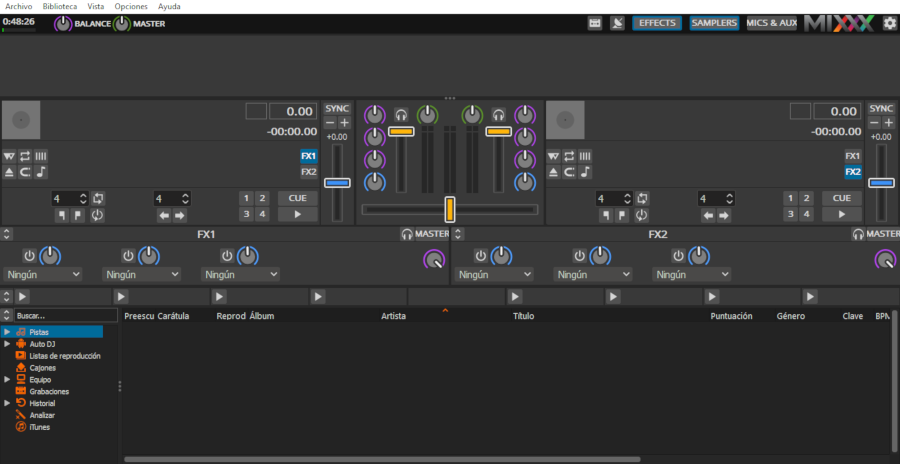 Archivo Biblioteca Vista Opciones Ayuda
0:48:26 BALANCE MASTER EFFECTS SAMPLERS MICS & AUX MIXXX
0.00 SYNC 0.00 SYNC
-00:00.00 +0.00 -00:00.00 +0.00
FX1 FX1
FX2 FX2
4 4 1 2 CUE 4 4 1 2 CUE
3 4 3 4
FX1 MASTER FX2 MASTER
Ningún Ningún Ningún Ningún Ningún Ningún
Buscar... Preescu Carátula Reprod Álbum Artista Título Puntuación Género Clave BPM
Pistas
Auto DJ
Listas de reproducción
Cajones
Equipo
Grabaciones
Historial
Analizar
iTunes